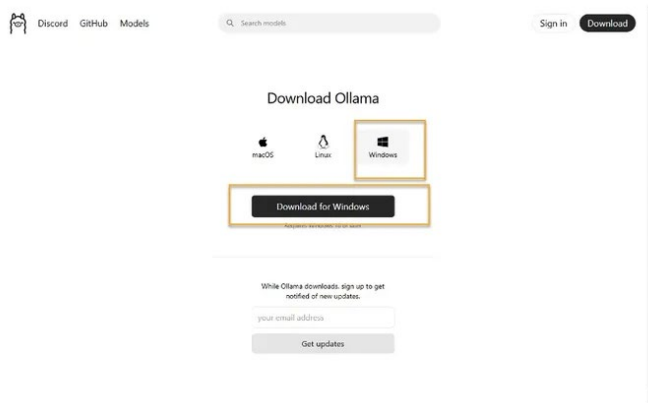 Discord GitHub Models
Search models
Sign in Download
Download Ollama
macOS Linux Windows
Download for Windows
While Ollama downloads, sign up to get
notified of new updates.
your email address
Get updates